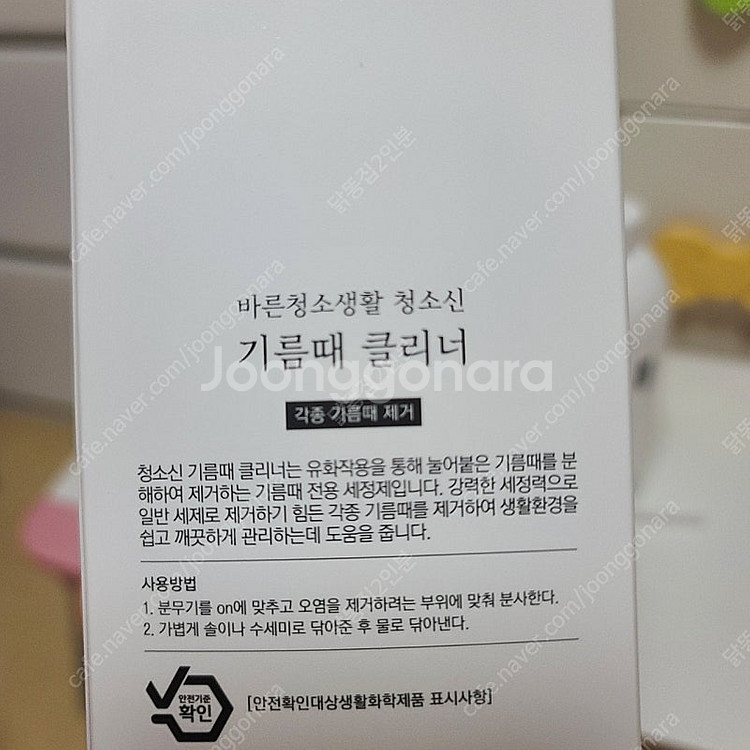 바른청소생활 청소신
기름때 클리너
Joonggonara
각종 기름때 제거
청소신 기름때 클리너는 유화작용을 통해 눌어붙은 기름때를 분
해하여 제거하는 기름때 전용 세정제입니다. 강력한 세정력으로
일반 세제로 제거하기 힘든 각종 기름때를 제거하여 생활환경을
쉽고 깨끗하게 관리하는데 도움을 줍니다.
사용방법
1. 분무기를 on에 맞추고 오염을 제거하려는 부위에 맞춰 분사한다.
2. 가볍게 솔이나 수세미로 닦아준 후 물로 닦아낸다.
안전기준
확인
[안전확인대상생활화학제품 표시사항]
cafe.naver.com/joonggonara
닭똥집2인분